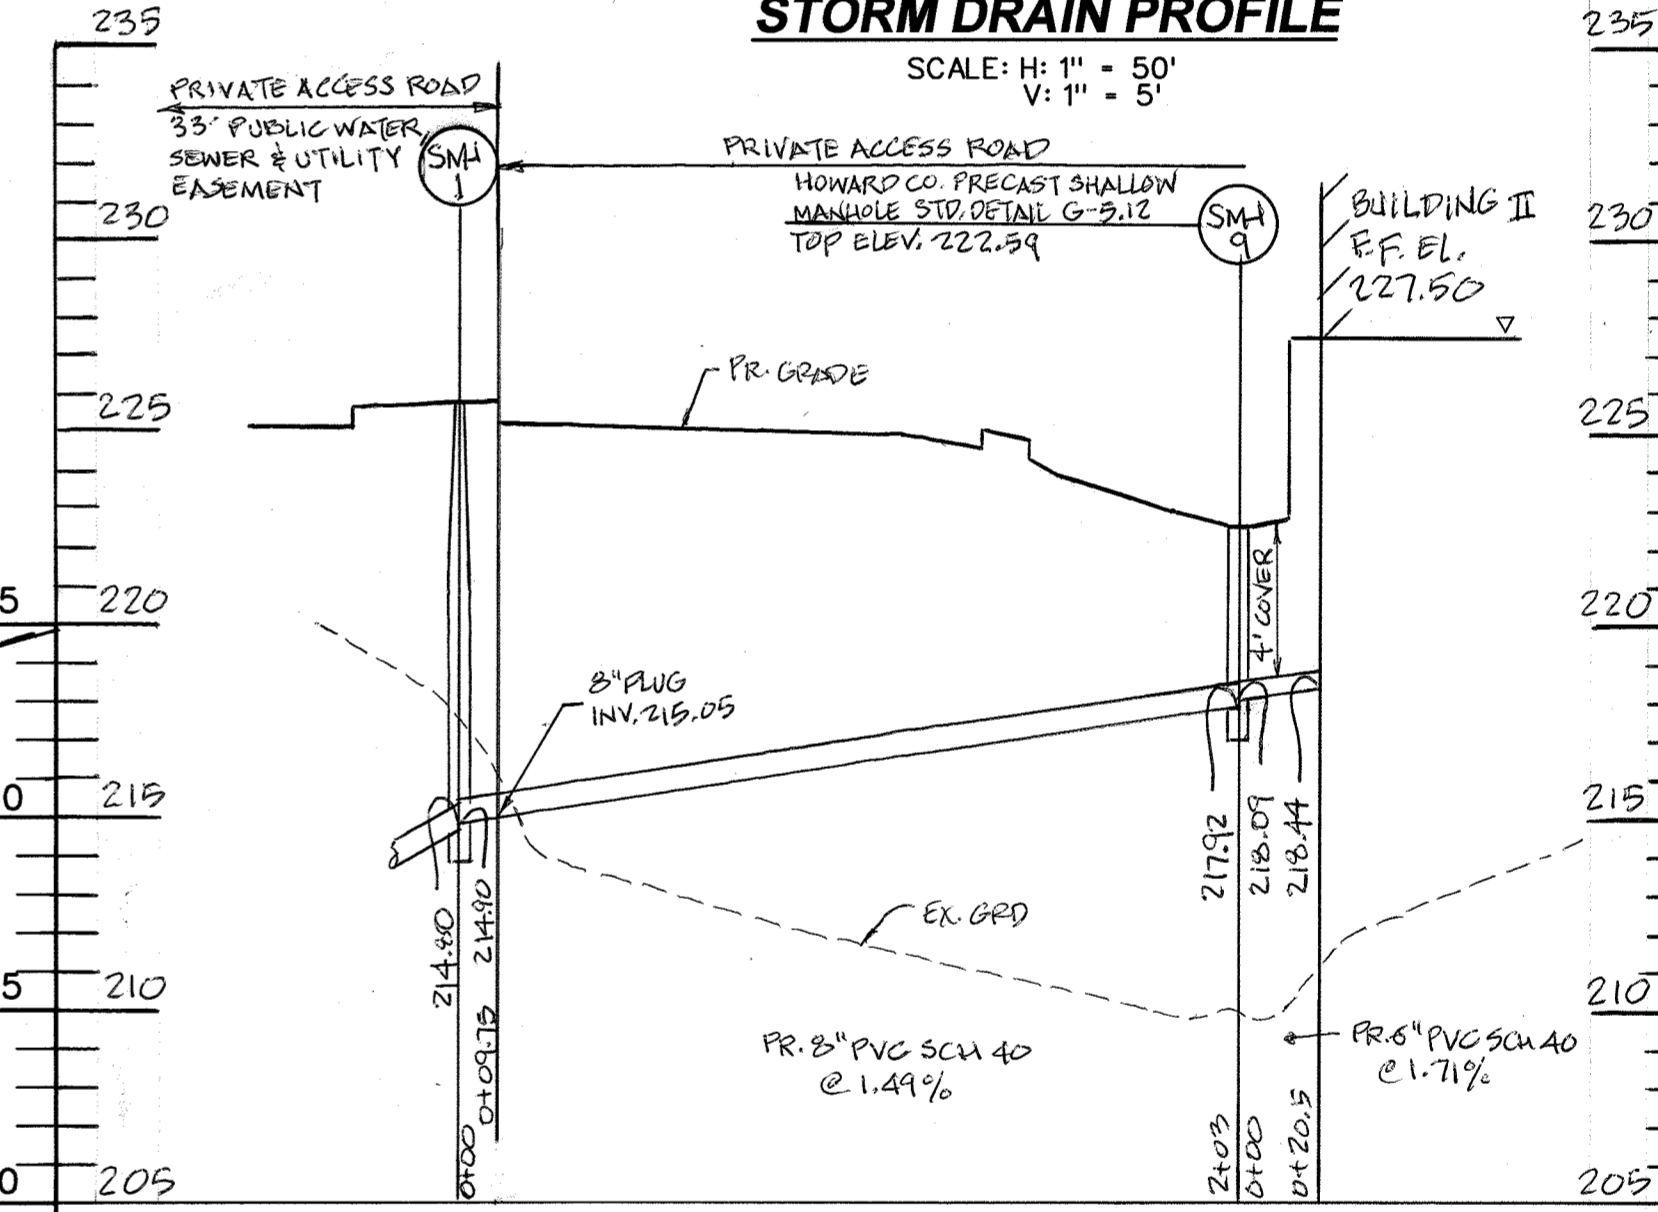 STORM DRAIN PROFILE
SCALE: H: 1" = 50'
V: 1" = 5'
235
235
PRIVATE ACCESS ROAD
33' PUBLIC WATER,
SEWER & UTILITY
EASEMENT
SMH
1
PRIVATE ACCESS ROAD
HOWARD CO. PRECAST SHALLOW
MANHOLE STD. DETAIL G-5.12
TOP ELEV. 222.59
SMH
9
BUILDING II
F.F. EL.
227.50
230
230
PR. GRADE
225
225
4' COVER
5
220
220
8" PLUG
INV. 215.05
0
215
215
217.92
218.09
218.44
214.80
214.90
EX. GRD
5
210
210
PR. 8" PVC SCH 40
@ 1.49%
PR. 6" PVC SCH 40
@ 1.71%
0+00
0+09.75
2+03
0+00
0+20.5
0
205
205